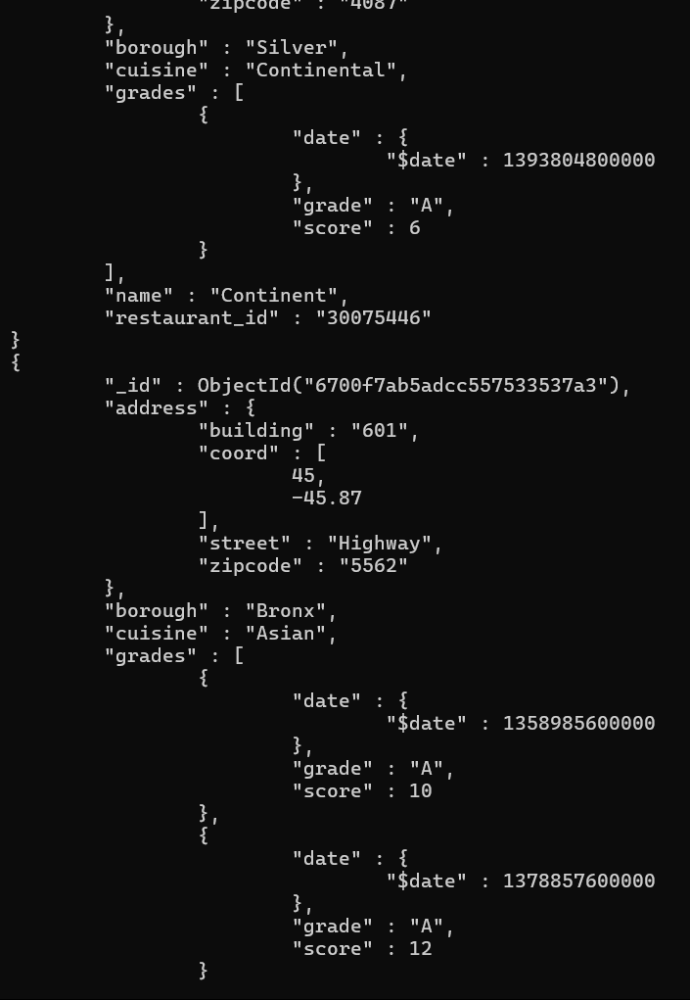 "zipcode" : "4087"
},
"borough" : "Silver",
"cuisine" : "Continental",
"grades" : [
{
"date" : {
"$date" : 1393804800000
},
"grade" : "A",
"score" : 6
}
],
"name" : "Continent",
"restaurant_id" : "30075446"
}
{
"_id" : ObjectId("6700f7ab5adcc557533537a3"),
"address" : {
"building" : "601",
"coord" : [
45,
-45.87
],
"street" : "Highway",
"zipcode" : "5562"
},
"borough" : "Bronx",
"cuisine" : "Asian",
"grades" : [
{
"date" : {
"$date" : 1358985600000
},
"grade" : "A",
"score" : 10
},
{
"date" : {
"$date" : 1378857600000
},
"grade" : "A",
"score" : 12
}